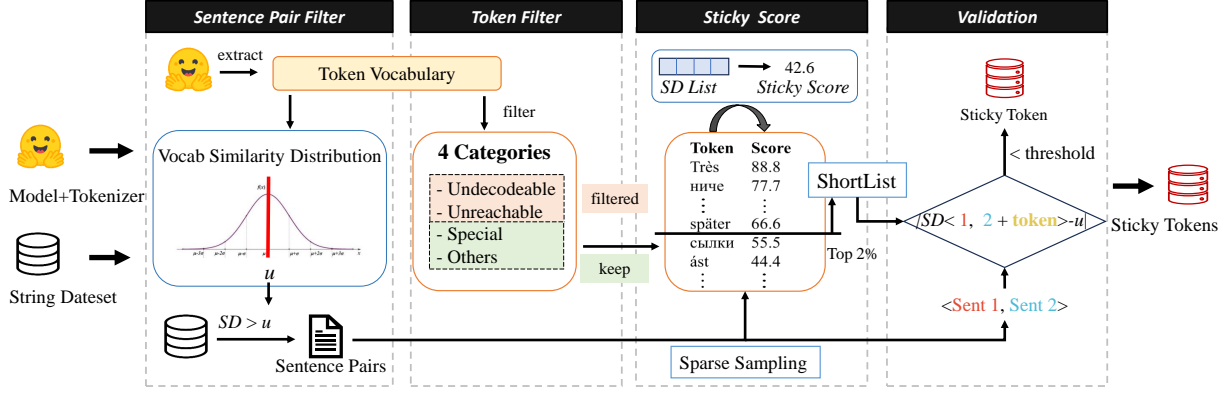 Sentence Pair Filter
Token Filter
Sticky Score
Validation
extract
Token Vocabulary
filter
Model+Tokenizer
String Dateset
Vocab Similarity Distribution
u
SD > u
Sentence Pairs
4 Categories
- Undecodeable
- Unreachable
- Special
- Others
filtered
keep
SD List
42.6
Sticky Score
Token Score
Très 88.8
ниче 77.7
⋮ ⋮
später 66.6
сылки 55.5
ást 44.4
⋮ ⋮
Top 2%
ShortList
Sparse Sampling
Sticky Token
< threshold
|SD< 1, 2 + token>-u|
<Sent 1, Sent 2>
Sticky Tokens